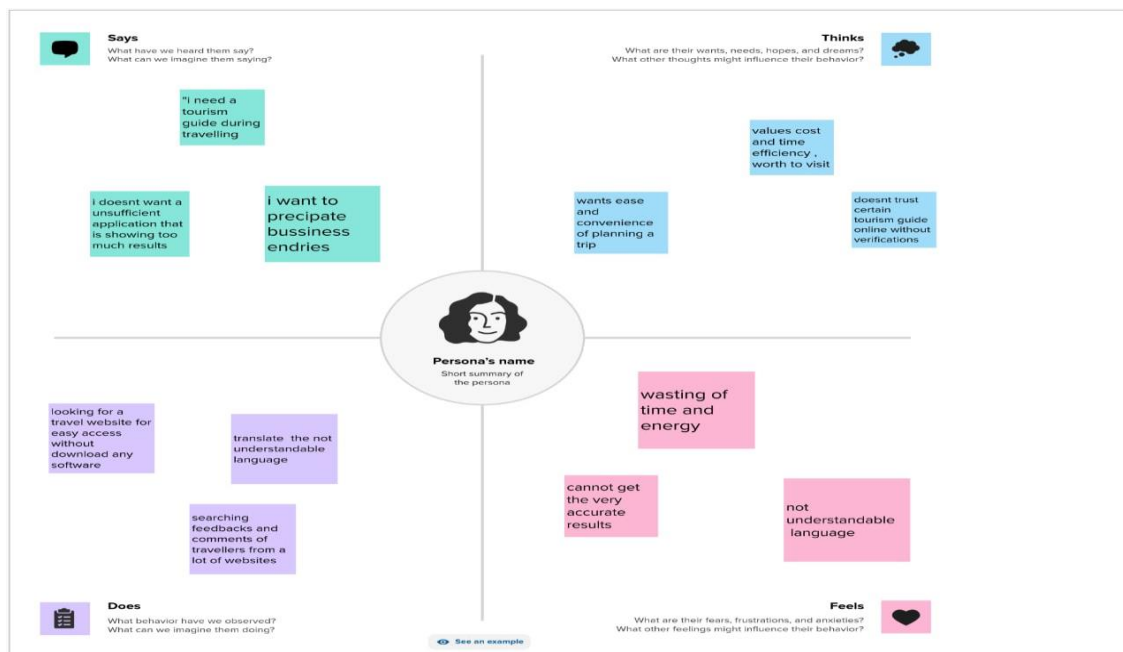 Says
What have we heard them say?
What can we imagine them saying?
"i need a
tourism
guide during
travelling
i doesnt want a
unsufficient
application that
is showing too
much results
i want to
precipate
bussiness
endries
Thinks
What are their wants, needs, hopes, and dreams?
What other thoughts might influence their behavior?
values cost
and time
efficiency ,
worth to visit
wants ease
and
convenience
of planning a
trip
doesnt trust
certain
tourism guide
online without
verifications
Persona's name
Short summary of
the persona
looking for a
travel website for
easy access
without
download any
software
translate the not
understandable
language
searching
feedbacks and
comments of
travellers from a
lot of websites
Does
What behavior have we observed?
What can we imagine them doing?
wasting of
time and
energy
cannot get
the very
accurate
results
not
understandable
language
Feels
What are their fears, frustrations, and anxieties?
What other feelings might influence their behavior?
See an example